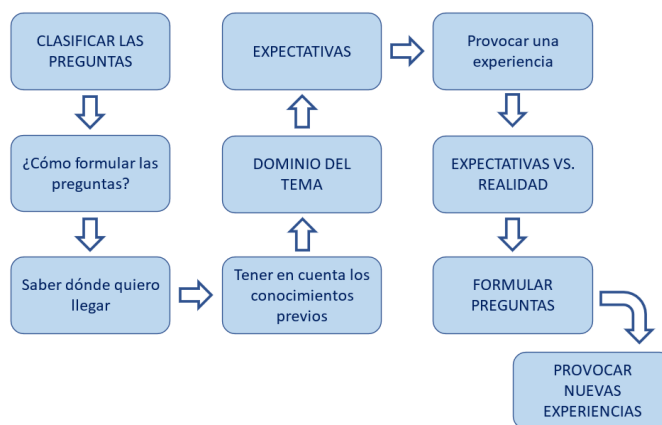 CLASIFICAR LAS
PREGUNTAS
¿Cómo formular las
preguntas?
Saber dónde quiero
llegar
Tener en cuenta los
conocimientos
previos
DOMINIO DEL
TEMA
EXPECTATIVAS
Provocar una
experiencia
EXPECTATIVAS VS.
REALIDAD
FORMULAR
PREGUNTAS
PROVOCAR
NUEVAS
EXPERIENCIAS